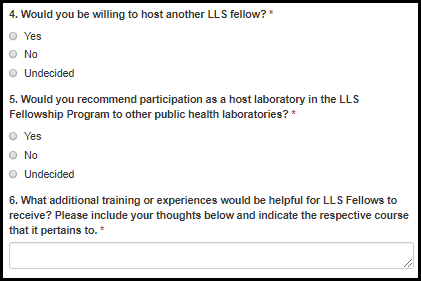 4. Would you be willing to host another LLS fellow? *
Yes
No
Undecided
5. Would you recommend participation as a host laboratory in the LLS
Fellowship Program to other public health laboratories? *
Yes
No
Undecided
6. What additional training or experiences would be helpful for LLS Fellows to
receive? Please include your thoughts below and indicate the respective course
that it pertains to. *